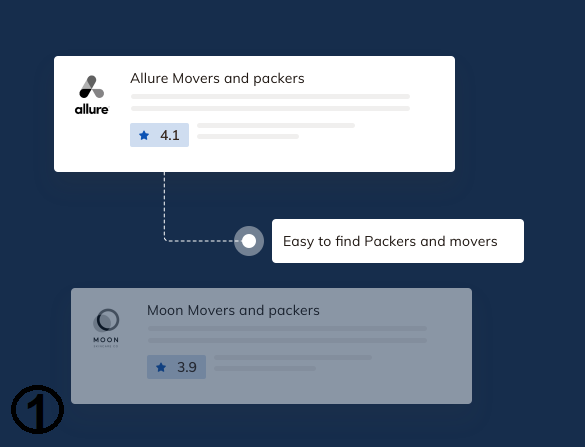 Allure Movers and packers
allure
4.1
Easy to find Packers and movers
Moon Movers and packers
MOON
3.9
1